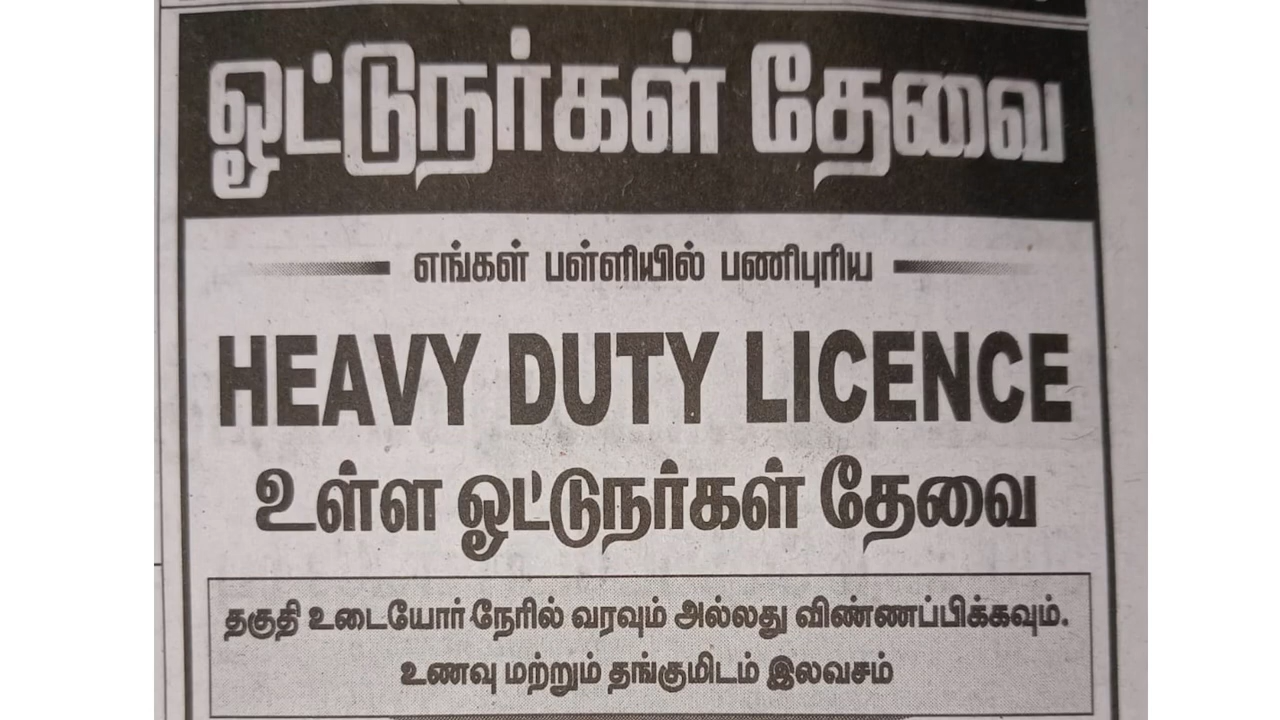 ஓட்டுநர்கள் தேவை
எங்கள் பள்ளியில் பணிபுரிய
HEAVY DUTY LICENCE
உள்ள ஓட்டுநர்கள் தேவை
தகுதி உடையோர் நேரில் வரவும் அல்லது விண்ணப்பிக்கவும்.
உணவு மற்றும் தங்குமிடம் இலவசம்